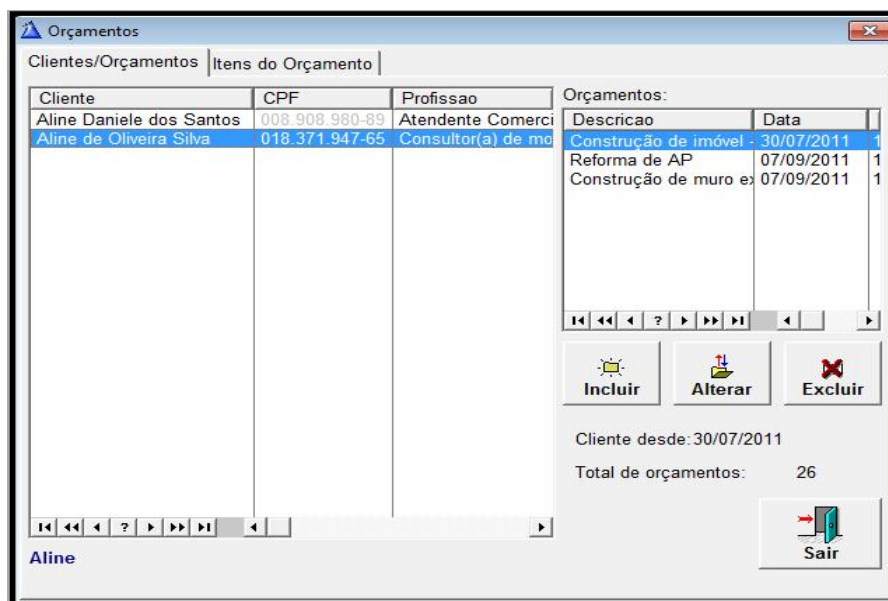 Orçamentos
Clientes/Orçamentos Itens do Orçamento
Cliente CPF Profissao
Aline Daniele dos Santos 008.908.980-89 Atendente Comerci
Aline de Oliveira Silva 018.371.947-65 Consultor(a) de mo
Orçamentos:
Descricao Data
Construção de imóvel - 30/07/2011 1
Reforma de AP 07/09/2011 1
Construção de muro ex 07/09/2011 1
?
Incluir Alterar Excluir
Cliente desde: 30/07/2011
Total de orçamentos: 26
?
Sair
Aline